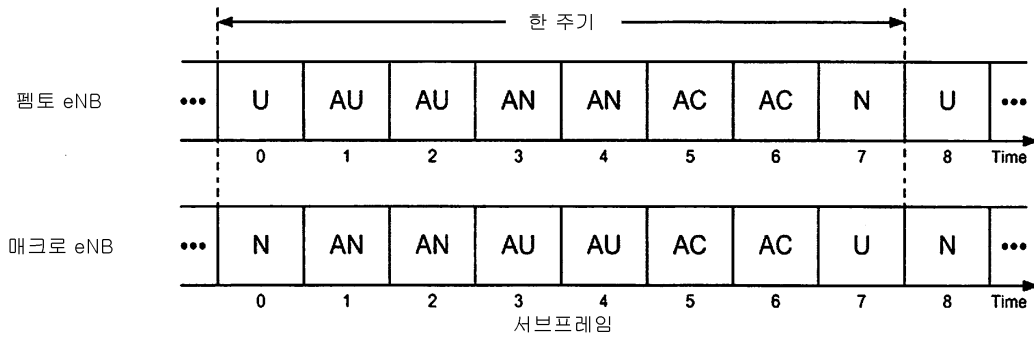 한 주기
펨토 eNB
••• U AU AU AN AN AC AC N U •••
0 1 2 3 4 5 6 7 8 Time
매크로 eNB
••• N AN AN AU AU AC AC U N •••
0 1 2 3 4 5 6 7 8 Time
서브프레임